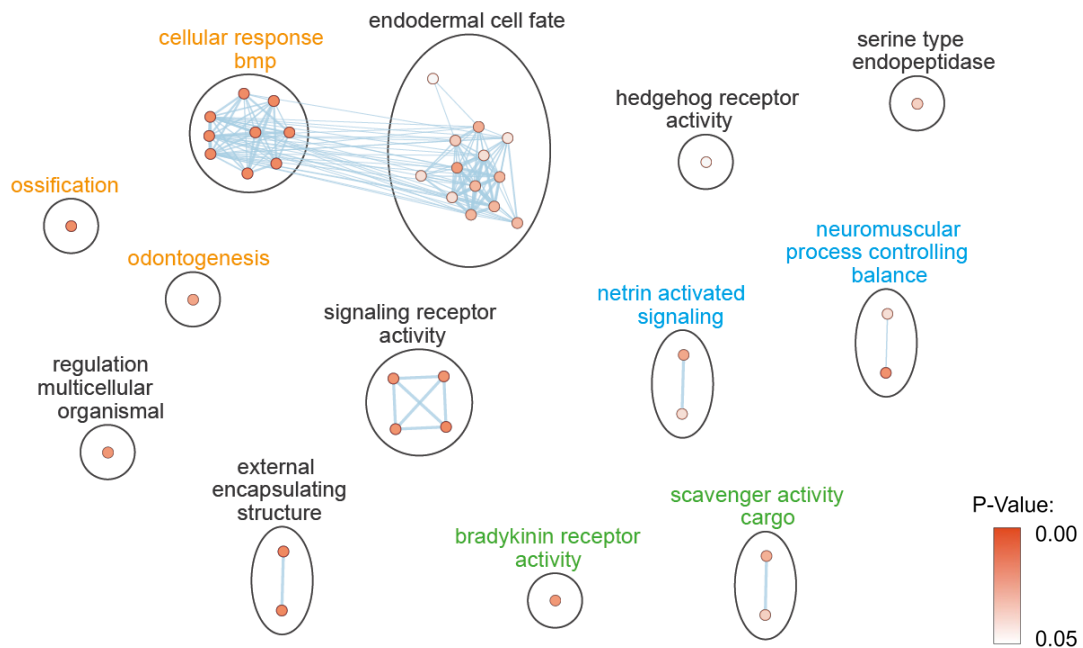 cellular response
bmp
endodermal cell fate
serine type
endopeptidase
hedgehog receptor
activity
ossification
odontogenesis
neuromuscular
process controlling
balance
netrin activated
signaling
signaling receptor
activity
regulation
multicellular
organismal
external
encapsulating
structure
bradykinin receptor
activity
scavenger activity
cargo
P-Value:
0.00
0.05